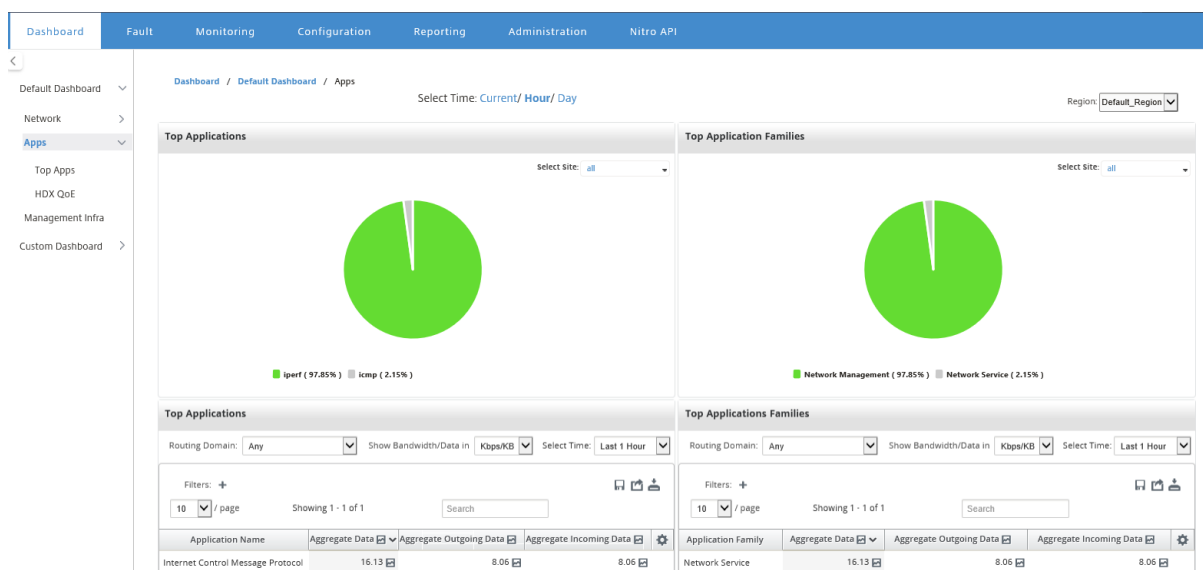 Dashboard Fault Monitoring Configuration Reporting Administration Nitro API
Default Dashboard
Network
Apps
Top Apps
HDX QoE
Management Infra
Custom Dashboard
Dashboard / Default Dashboard / Apps
Select Time: Current/ Hour/ Day
Region: Default_Region
Top Applications
Select Site: all
iperf ( 97.85% ) icmp ( 2.15% )
Top Application Families
Select Site: all
Network Management ( 97.85% ) Network Service ( 2.15% )
Top Applications
Routing Domain: Any Show Bandwidth/Data in Kbps/KB Select Time: Last 1 Hour
Filters: +
10 / page Showing 1 - 1 of 1 Search
Application Name Aggregate Data Aggregate Outgoing Data Aggregate Incoming Data
Internet Control Message Protocol 16.13 8.06 8.06
Top Applications Families
Routing Domain: Any Show Bandwidth/Data in Kbps/KB Select Time: Last 1 Hour
Filters: +
10 / page Showing 1 - 1 of 1 Search
Application Family Aggregate Data Aggregate Outgoing Data Aggregate Incoming Data
Network Service 16.13 8.06 8.06